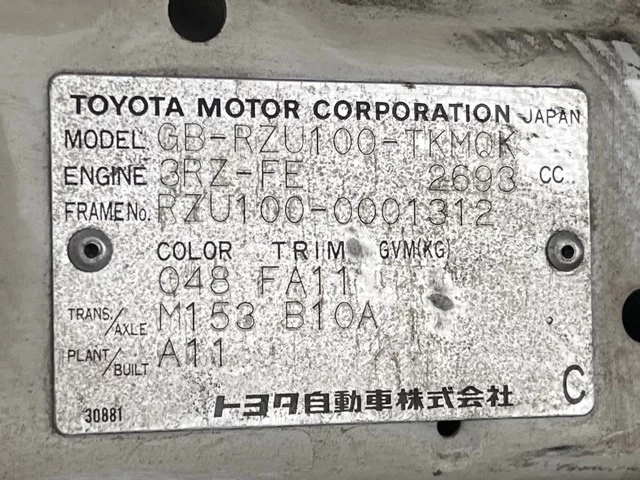 TOYOTA MOTOR CORPORATION JAPAN
MODEL GB-RZU100-TKMQK
ENGINE 3RZ-FE 2693 CC
FRAME No. RZU100-0001312
COLOR TRIM GVM(KG)
048 FA11
TRANS./AXLE M153 B10A
PLANT/BUILT A11
30881 トヨタ自動車株式会社 C